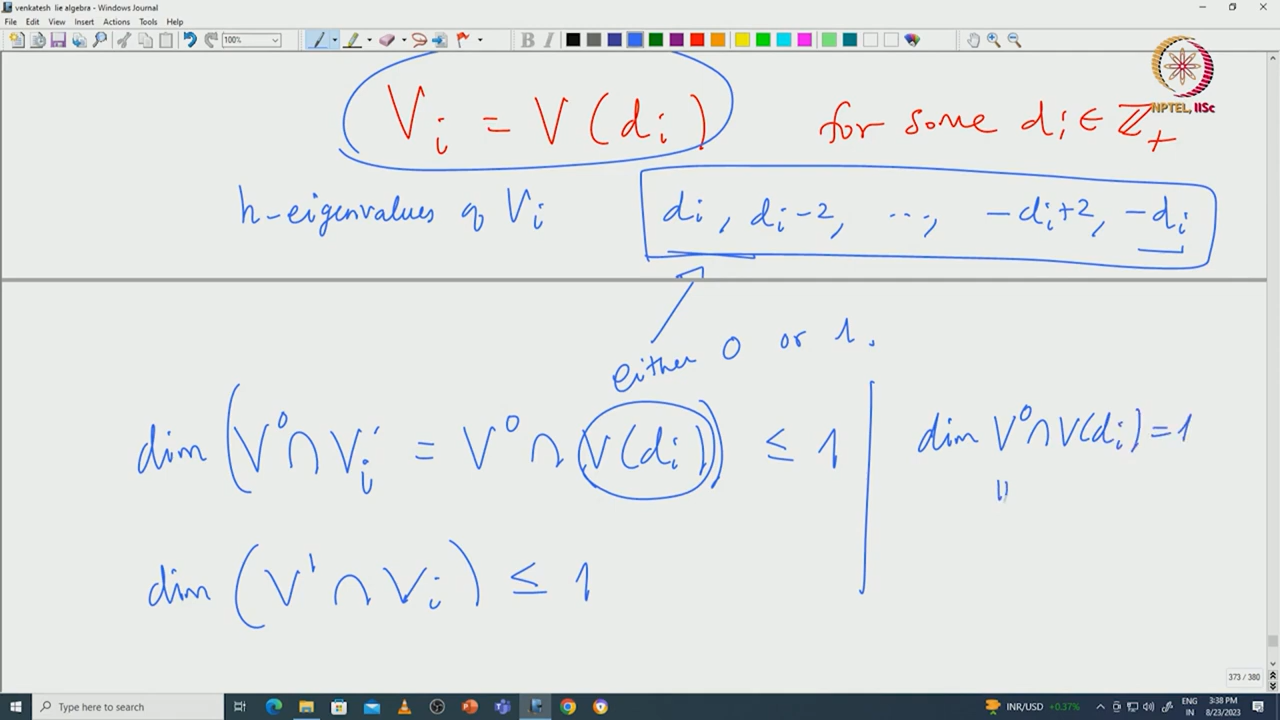 venkatesh lie algebra - Windows Journal
File Edit View Insert Actions Tools Help
100%
B I
NPTEL, IISc
V_i = V(d_i) for some d_i ∈ ℤ_+
h-eigenvalues of V_i d_i, d_i-2, ..., -d_i+2, -d_i
either 0 or 1.
dim (V^0 ∩ V_i = V^0 ∩ V(d_i)) ≤ 1
dim V^0 ∩ V(d_i) = 1
dim (V^1 ∩ V_i) ≤ 1
373 / 380
Type here to search
INR/USD +0.37%
ENG
IN
3:38 PM
8/23/2023